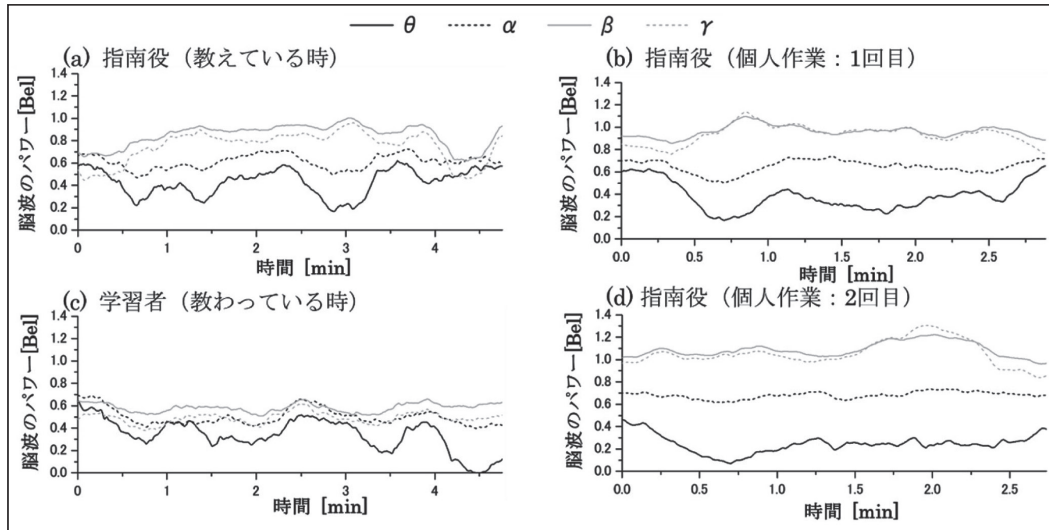 θ α β γ
(a) 指南役（教えている時）
脳波のパワー[Bel]
1.4
1.2
1.0
0.8
0.6
0.4
0.2
0.0
0 1 2 3 4
時間 [min]
(b) 指南役（個人作業：1回目）
脳波のパワー[Bel]
1.4
1.2
1.0
0.8
0.6
0.4
0.2
0.0
0.0 0.5 1.0 1.5 2.0 2.5
時間 [min]
(c) 学習者（教わっている時）
脳波のパワー[Bel]
1.4
1.2
1.0
0.8
0.6
0.4
0.2
0.0
0 1 2 3 4
時間 [min]
(d) 指南役（個人作業：2回目）
脳波のパワー[Bel]
1.4
1.2
1.0
0.8
0.6
0.4
0.2
0.0
0.0 0.5 1.0 1.5 2.0 2.5
時間 [min]